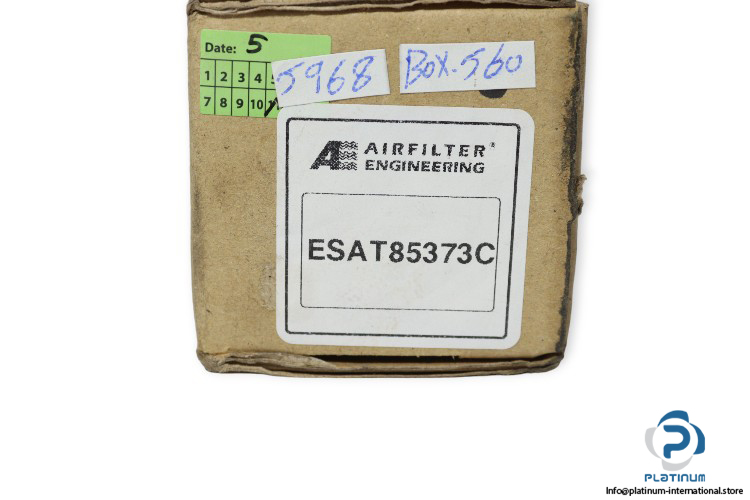 Date: 5
1 2 3 4
7 8 9 10
5968
Box-560
AE AIRFILTER®
ENGINEERING
ESAT85373C
PLATINUM
Info@platinum-international.store